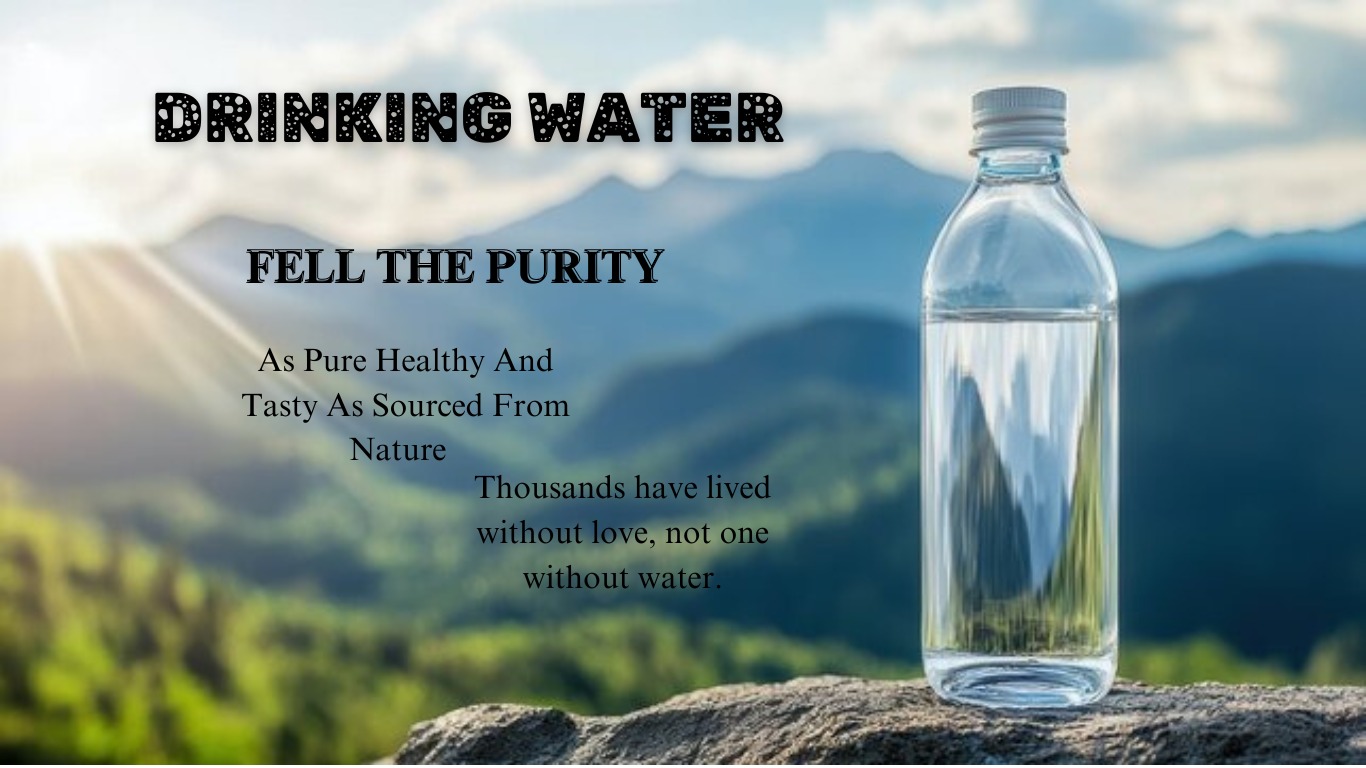 DRINKING WATER
FELL THE PURITY
As Pure Healthy And
Tasty As Sourced From
Nature
Thousands have lived
without love, not one
without water.